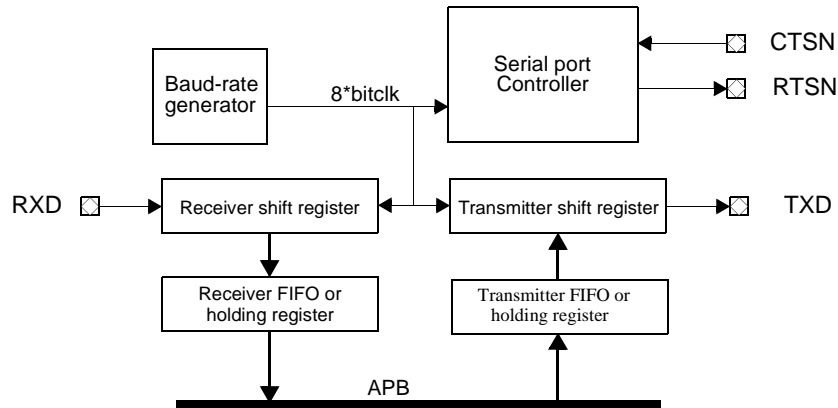 CTSN
Serial port
Controller
Baud-rate
generator
8*bitclk
RTSN
RXD
Receiver shift register
Transmitter shift register
TXD
Receiver FIFO or
holding register
Transmitter FIFO or
holding register
APB